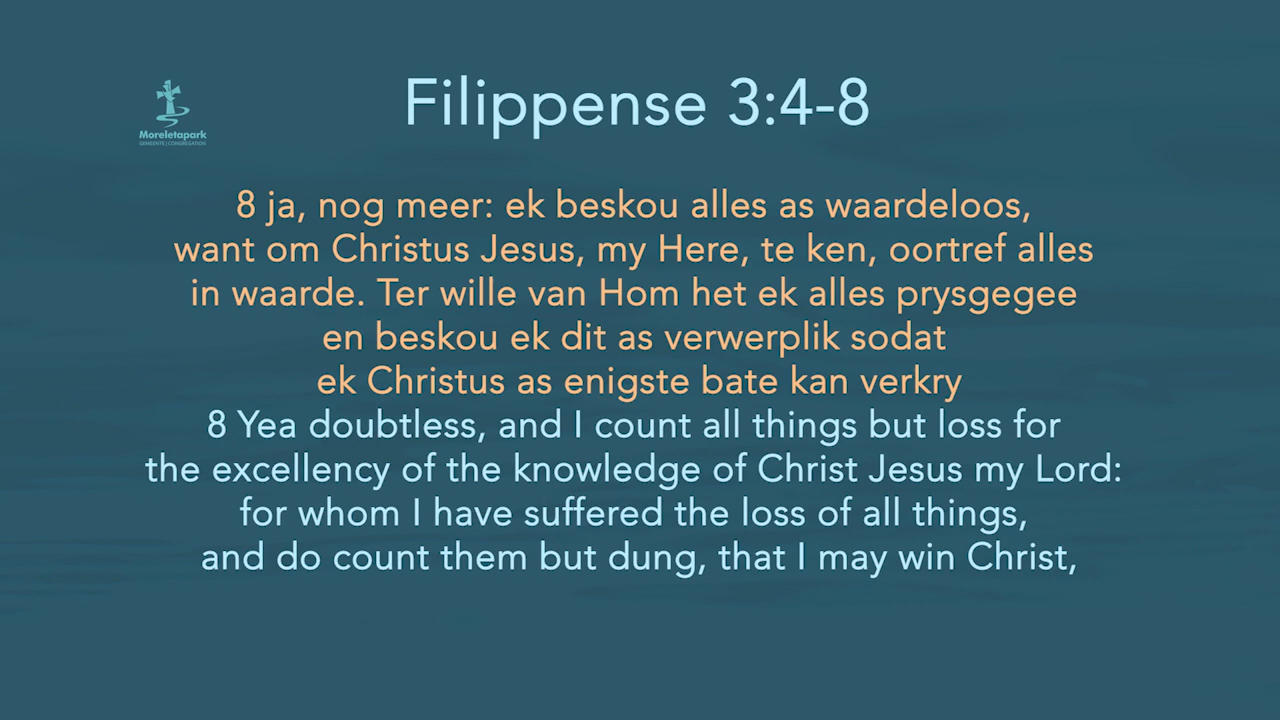 Filippense 3:4-8
Moreletapark
GEMEENTE | CONGREGATION
8 ja, nog meer: ek beskou alles as waardeloos,
want om Christus Jesus, my Here, te ken, oortref alles
in waarde. Ter wille van Hom het ek alles prysgegee
en beskou ek dit as verwerplik sodat
ek Christus as enigste bate kan verkry
8 Yea doubtless, and I count all things but loss for
the excellency of the knowledge of Christ Jesus my Lord:
for whom I have suffered the loss of all things,
and do count them but dung, that I may win Christ,